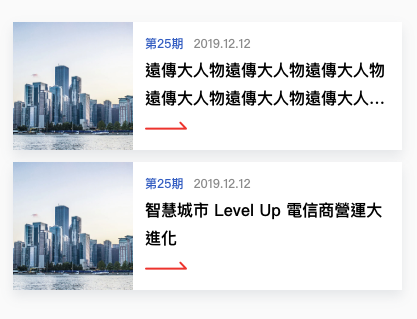 第25期 2019.12.12
遠傳大人物遠傳大人物遠傳大人物
遠傳大人物遠傳大人物遠傳大人...
第25期 2019.12.12
智慧城市 Level Up 電信商營運大
進化